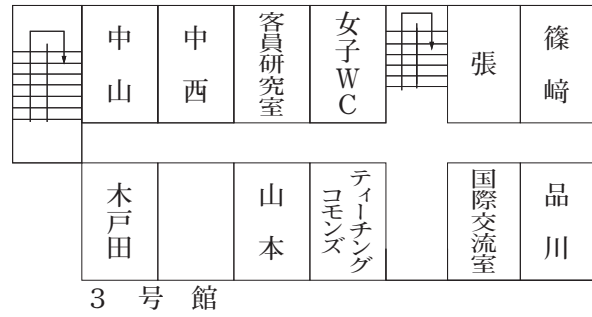 中山
中西
客員研究室
女子WC
張
篠﨑
木戸田
山本
ティーチング
コモンズ
国際交流室
品川
3号館